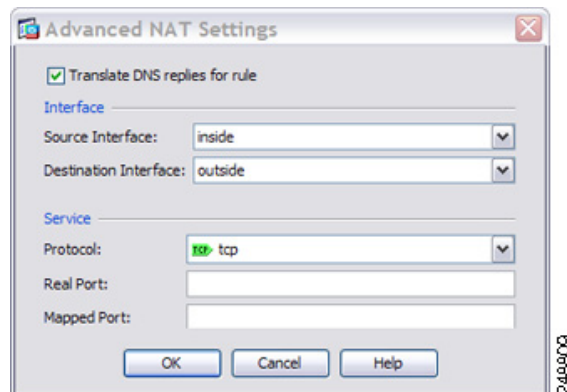 Advanced NAT Settings
Translate DNS replies for rule
Interface
Source Interface: inside
Destination Interface: outside
Service
Protocol: TCP tcp
Real Port:
Mapped Port:
OK Cancel Help